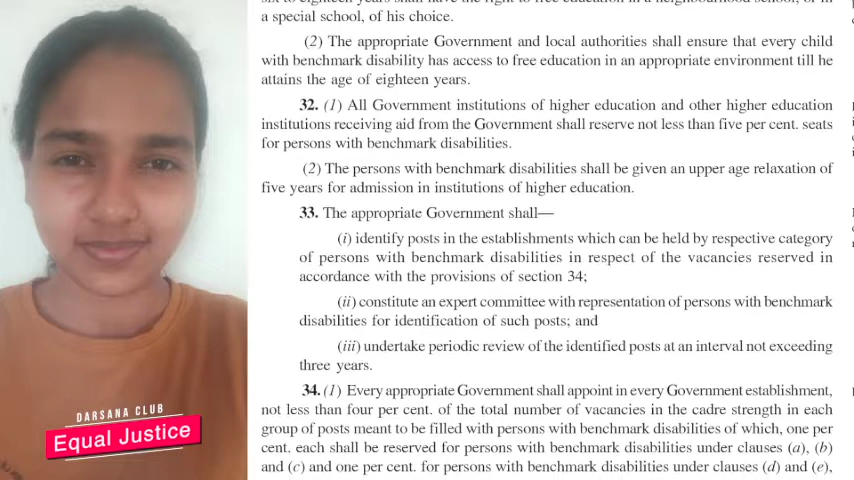 a special school, of his choice.
(2) The appropriate Government and local authorities shall ensure that every child
with benchmark disability has access to free education in an appropriate environment till he
attains the age of eighteen years.
32. (1) All Government institutions of higher education and other higher education
institutions receiving aid from the Government shall reserve not less than five per cent. seats
for persons with benchmark disabilities.
(2) The persons with benchmark disabilities shall be given an upper age relaxation of
five years for admission in institutions of higher education.
33. The appropriate Government shall—
(i) identify posts in the establishments which can be held by respective category
of persons with benchmark disabilities in respect of the vacancies reserved in
accordance with the provisions of section 34;
(ii) constitute an expert committee with representation of persons with benchmark
disabilities for identification of such posts; and
(iii) undertake periodic review of the identified posts at an interval not exceeding
three years.
34. (1) Every appropriate Government shall appoint in every Government establishment,
not less than four per cent. of the total number of vacancies in the cadre strength in each
group of posts meant to be filled with persons with benchmark disabilities of which, one per
cent. each shall be reserved for persons with benchmark disabilities under clauses (a), (b)
and (c) and one per cent. for persons with benchmark disabilities under clauses (d) and (e),
DARSANA CLUB
Equal Justice